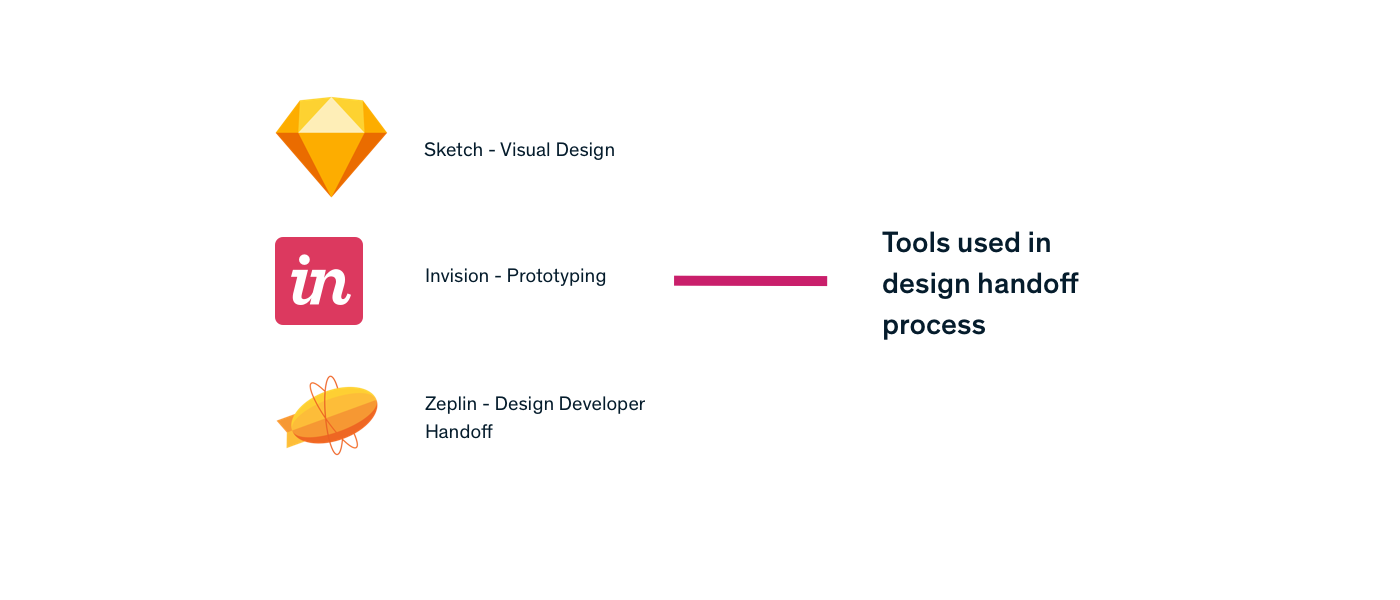 Sketch - Visual Design
in
Invision - Prototyping
Zeplin - Design Developer
Handoff
Tools used in
design handoff
process